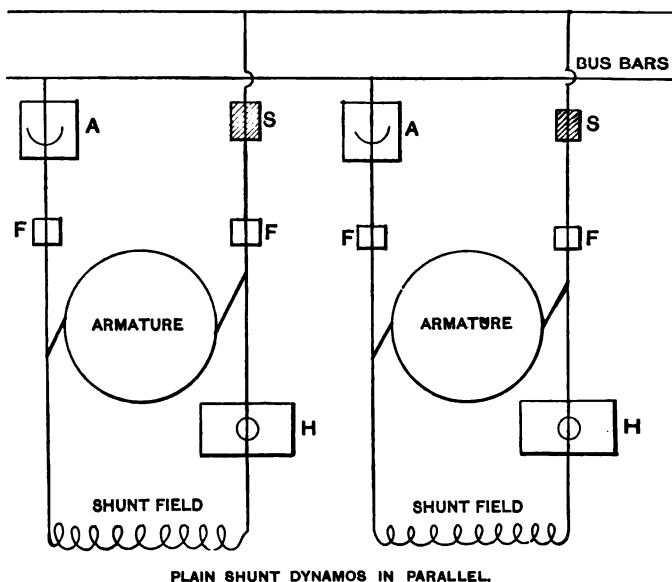 BUS BARS
A
S
A
S
F
F
F
F
ARMATURE
ARMATURE
H
H
SHUNT FIELD
SHUNT FIELD
PLAIN SHUNT DYNAMOS IN PARALLEL.